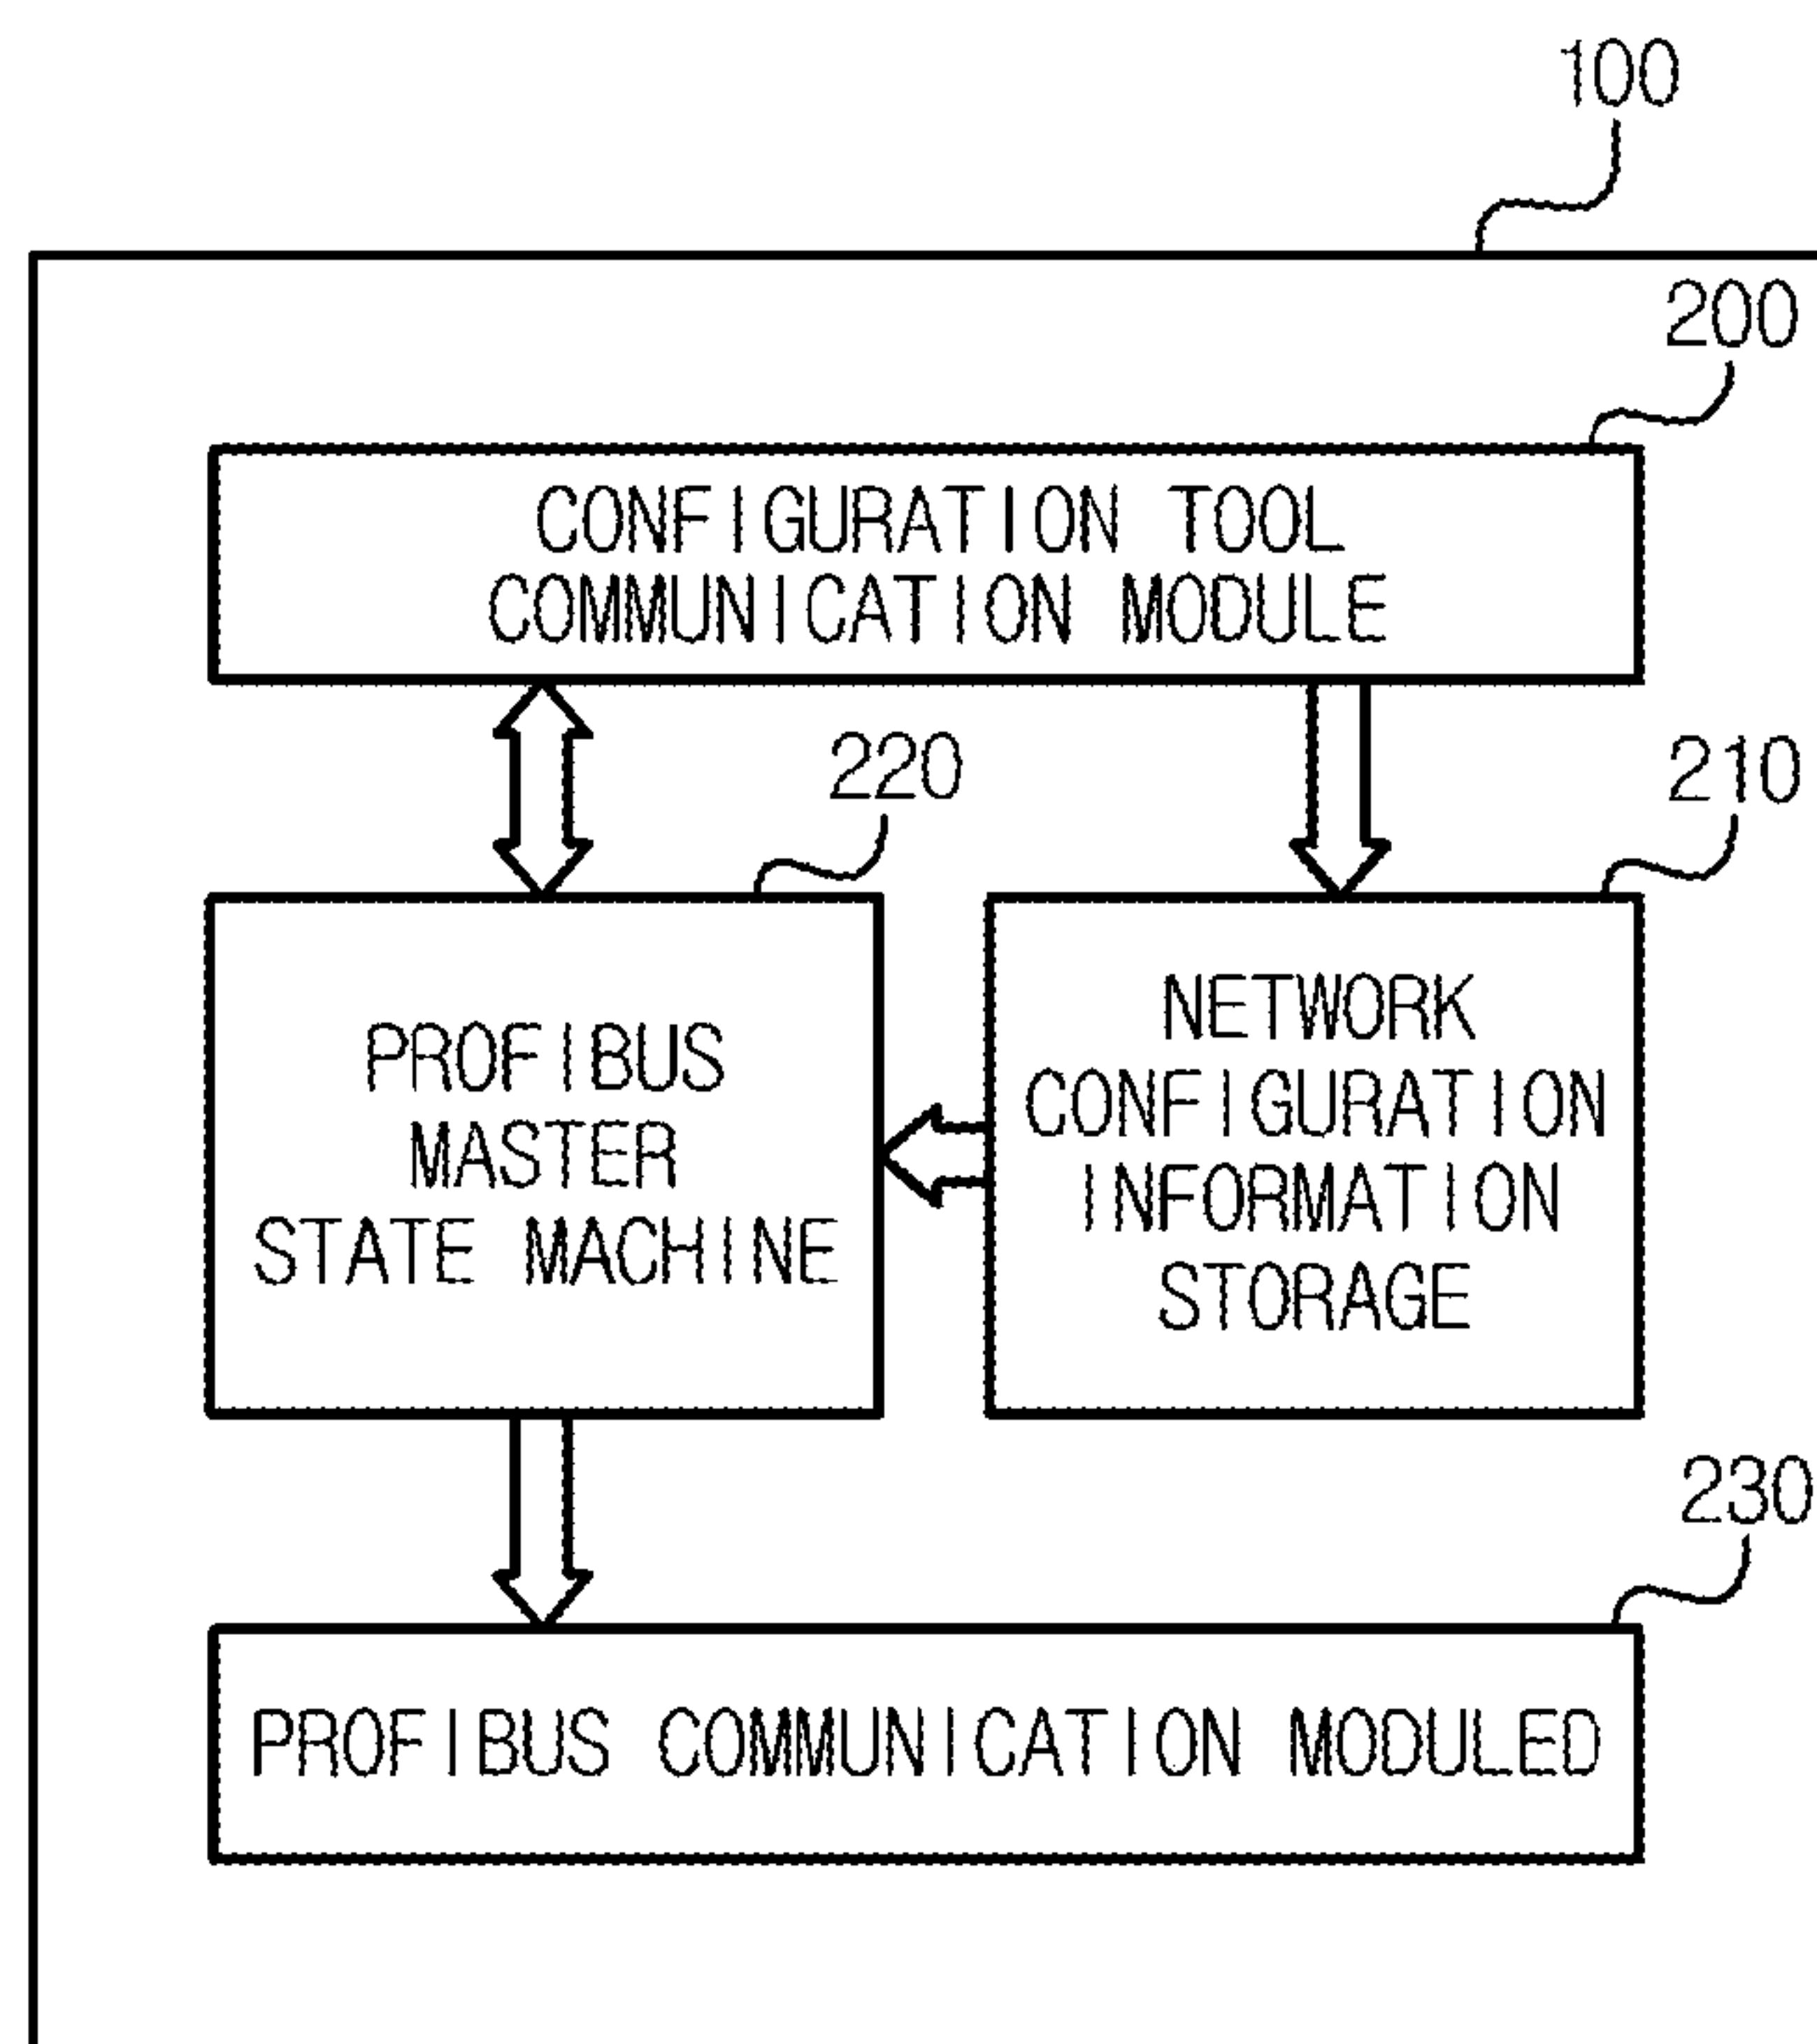 100
200
CONFIGURATION TOOL
COMMUNICATION MODULE
220
210
PROFIBUS
MASTER
STATE MACHINE
NETWORK
CONFIGURATION
INFORMATION
STORAGE
230
PROFIBUS COMMUNICATION MODULED